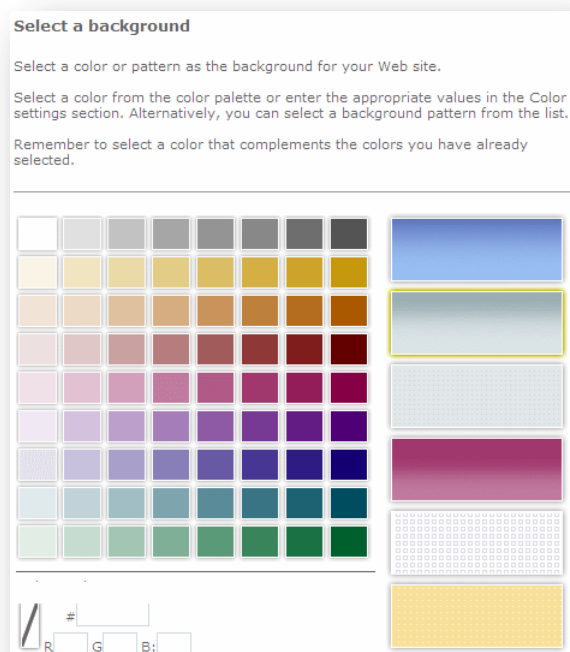 Select a background
Select a color or pattern as the background for your Web site.
Select a color from the color palette or enter the appropriate values in the Color
settings section. Alternatively, you can select a background pattern from the list.
Remember to select a color that complements the colors you have already
selected.
#
R G B: